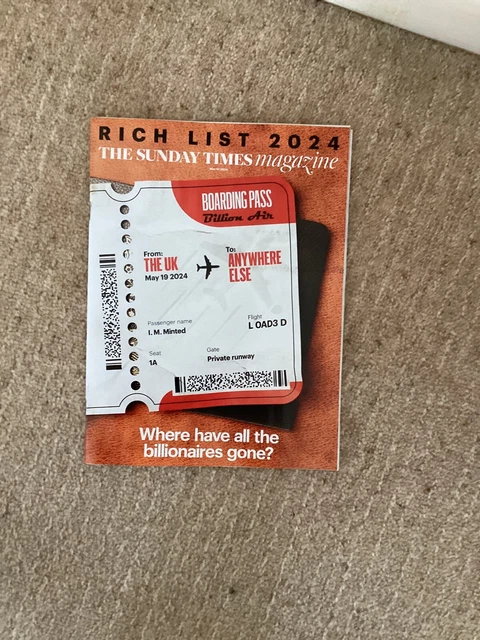 RICH LIST 2024
THE SUNDAY TIMES magazine
BOARDING PASS
Billion Air
From:
THE UK
May 19 2024
To:
ANYWHERE
ELSE
Passenger name
I. M. Minted
Flight
L OAD3 D
Seat
1A
Gate
Private runway
Where have all the
billionaires gone?